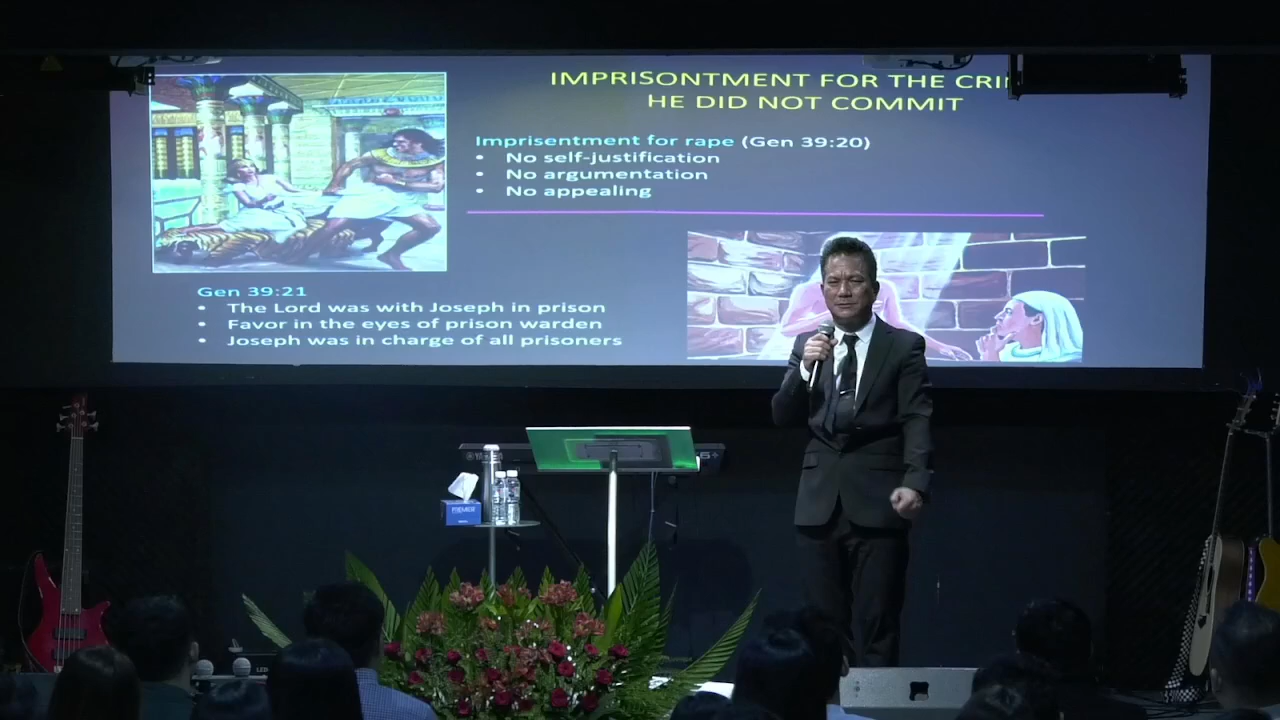 IMPRISONTMENT FOR THE CRI
HE DID NOT COMMIT
Imprisentment for rape (Gen 39:20)
• No self-justification
• No argumentation
• No appealing
Gen 39:21
• The Lord was with Joseph in prison
• Favor in the eyes of prison warden
• Joseph was in charge of all prisoners
PREMIER